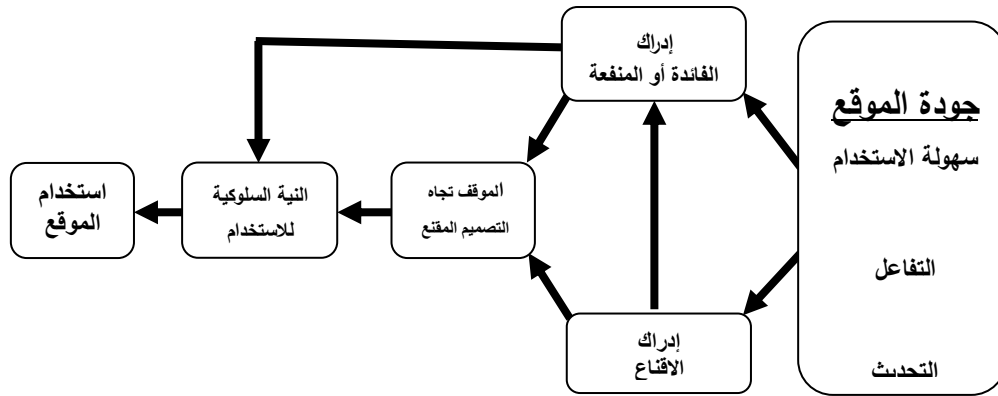 جودة الموقع
سهولة الاستخدام
التفاعل
التحديث
إدراك
الفائدة أو المنفعة
إدراك
الاقناع
الموقف تجاه
التصميم المقنع
النية السلوكية
للاستخدام
استخدام
الموقع